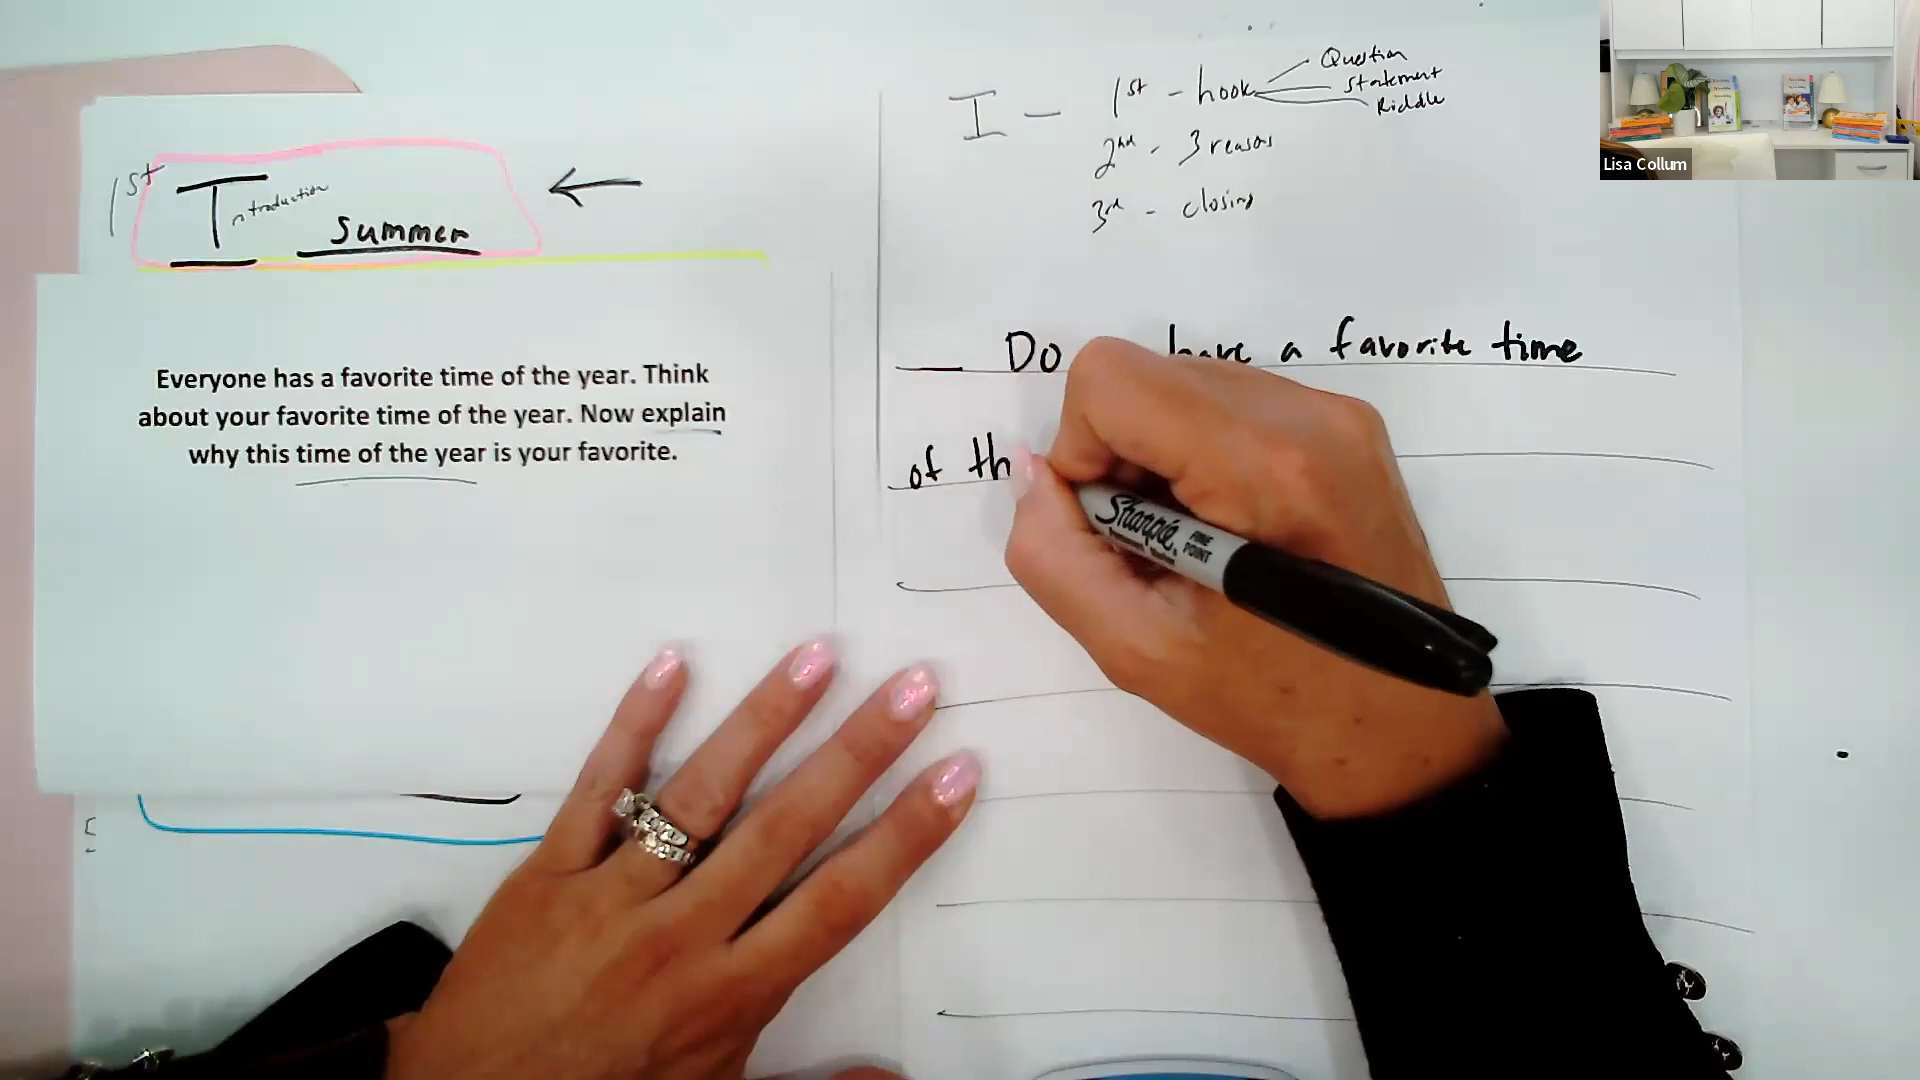 1st
Introduction
Summer
Everyone has a favorite time of the year. Think
about your favorite time of the year. Now explain
why this time of the year is your favorite.
I - 1st - hook
Question
Statement
Riddle
2nd - 3 reasons
3rd - closing
Do have a favorite time
of th
Sharpie
FINE
POINT
Lisa Collum